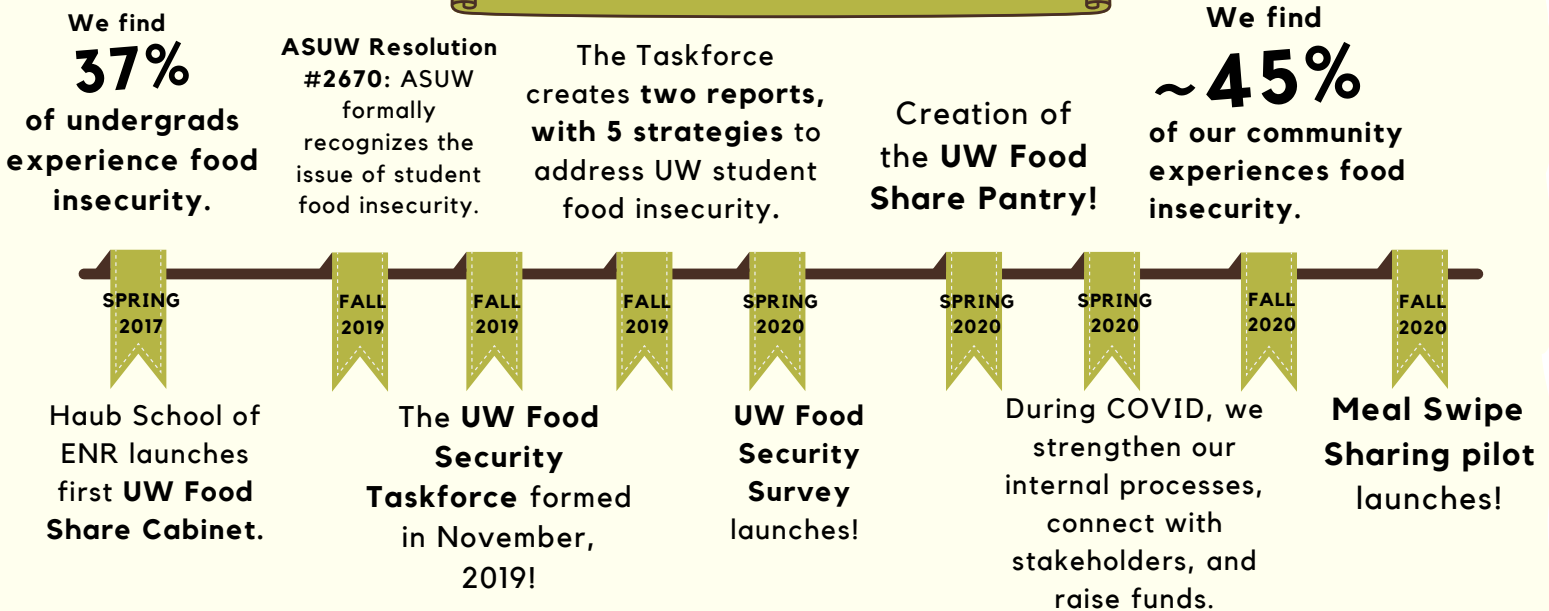 We find
37%
of undergrads
experience food
insecurity.
ASUW Resolution
#2670: ASUW
formally
recognizes the
issue of student
food insecurity.
The Taskforce
creates two reports,
with 5 strategies to
address UW student
food insecurity.
Creation of
the UW Food
Share Pantry!
We find
~45%
of our community
experiences food
insecurity.
SPRING
2017
FALL
2019
FALL
2019
FALL
2019
SPRING
2020
SPRING
2020
SPRING
2020
FALL
2020
FALL
2020
Haub School of
ENR launches
first UW Food
Share Cabinet.
The UW Food
Security
Taskforce formed
in November,
2019!
UW Food
Security
Survey
launches!
During COVID, we
strengthen our
internal processes,
connect with
stakeholders, and
raise funds.
Meal Swipe
Sharing pilot
launches!